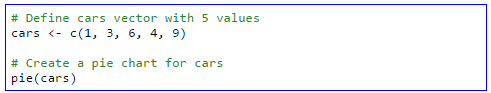 # Define cars vector with 5 values
cars <- c(1, 3, 6, 4, 9)
# Create a pie chart for cars
pie(cars)